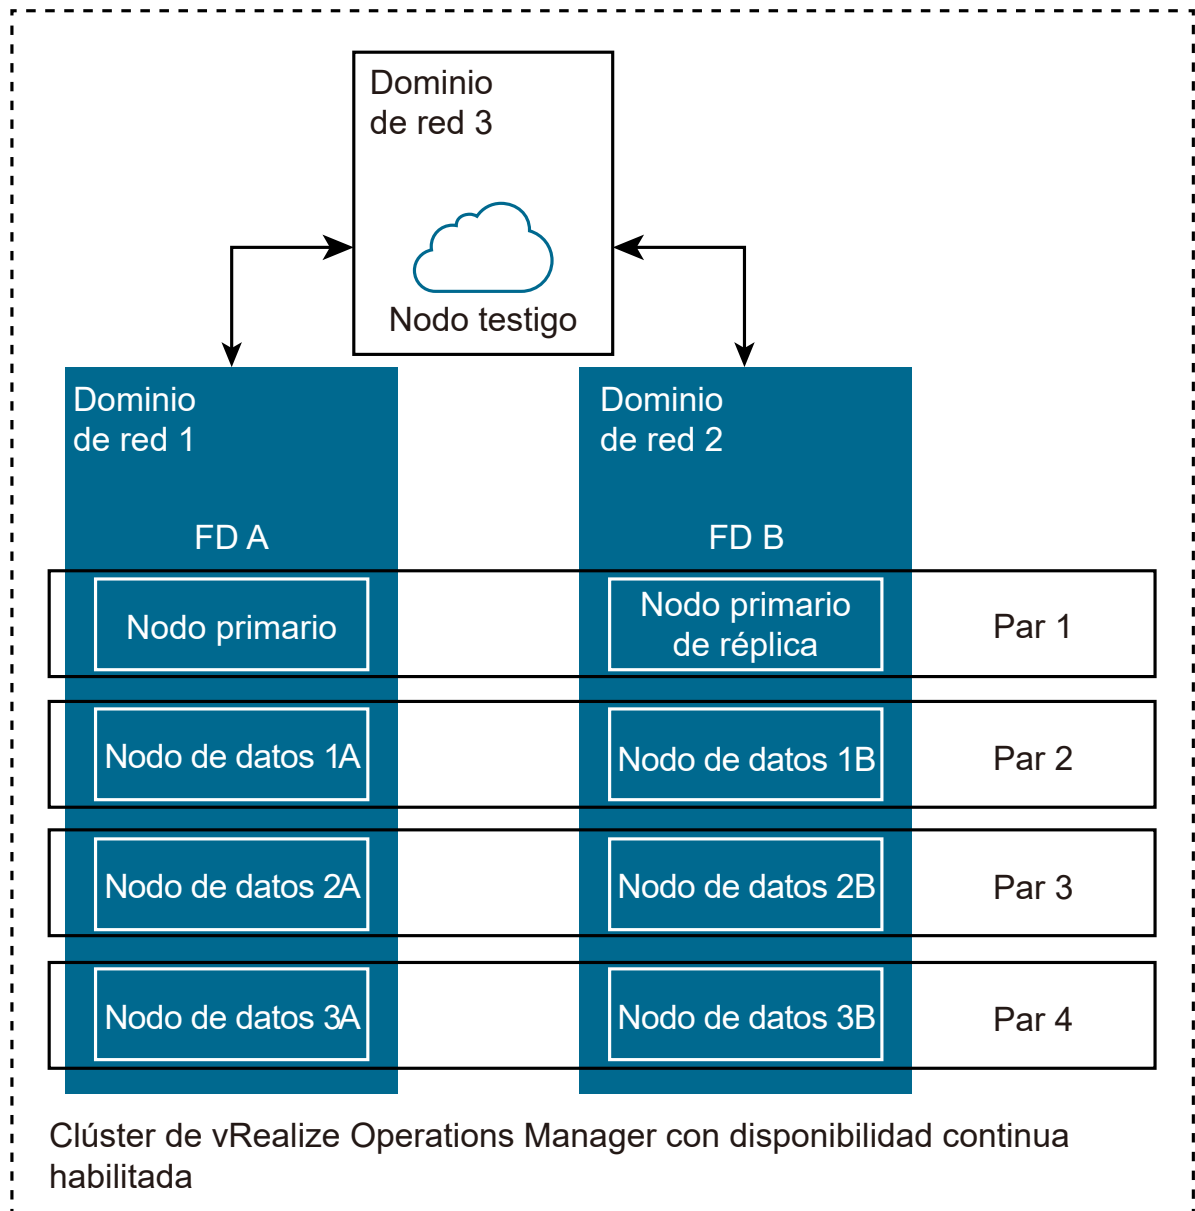 Dominio
de red 3
Nodo testigo
Dominio
de red 1
Dominio
de red 2
FD A
FD B
Nodo primario
Nodo primario
de réplica
Par 1
Nodo de datos 1A
Nodo de datos 1B
Par 2
Nodo de datos 2A
Nodo de datos 2B
Par 3
Nodo de datos 3A
Nodo de datos 3B
Par 4
Clúster de vRealize Operations Manager con disponibilidad continua
habilitada